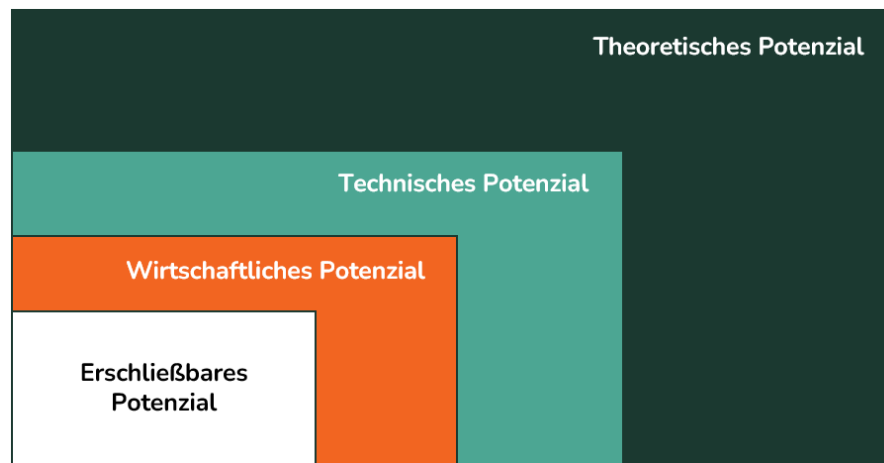 Theoretisches Potenzial
Technisches Potenzial
Wirtschaftliches Potenzial
Erschließbares
Potenzial